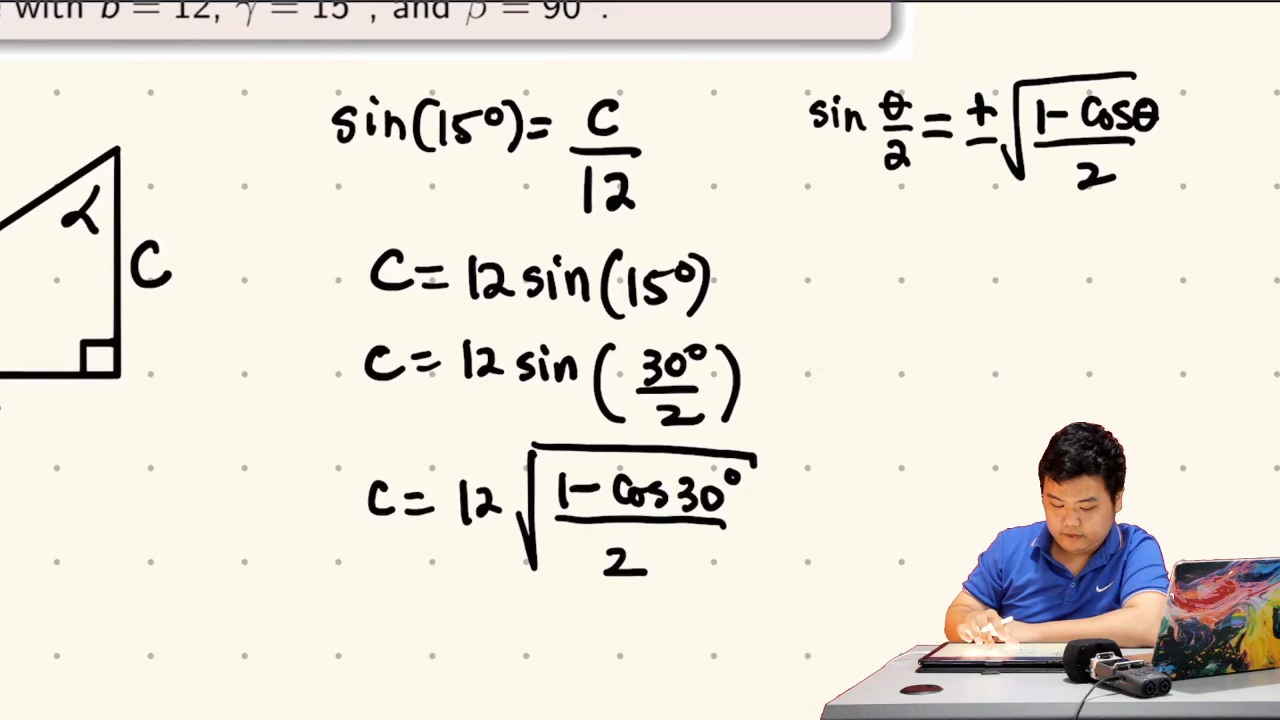 with b = 12, γ = 15°, and β = 90°.
sin(15°) = C/12
sin θ/2 = ± √((1 - cosθ)/2)
α
C
C = 12 sin(15°)
C = 12 sin(30°/2)
C = 12 √((1 - cos 30°)/2)